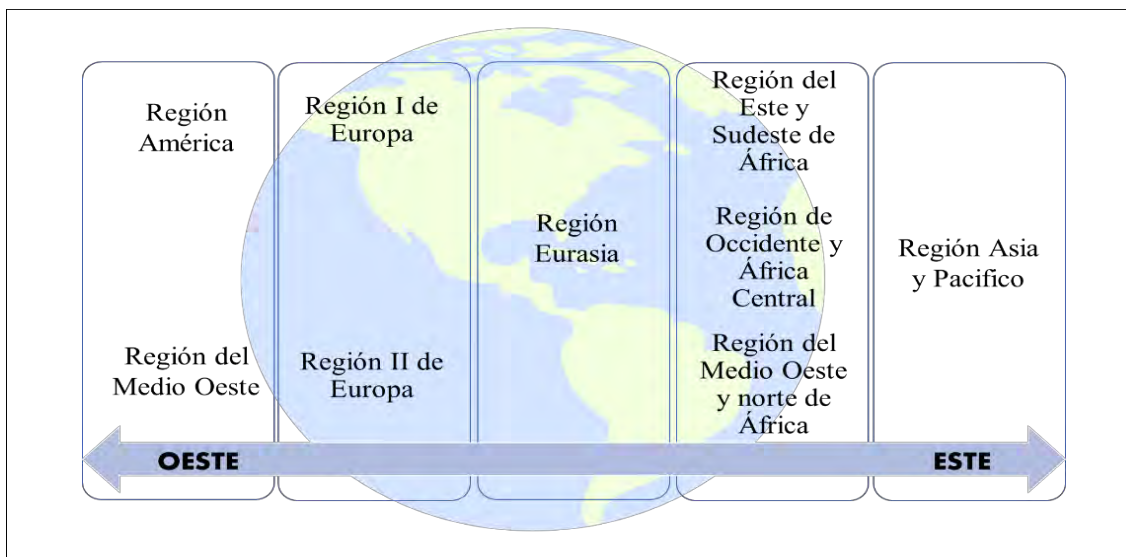 Región
América
Región del
Medio Oeste
Región I de
Europa
Región II de
Europa
Región
Eurasia
Región del
Este y
Sudeste de
África
Región de
Occidente y
África
Central
Región del
Medio Oeste
y norte de
África
Región Asia
y Pacifico
OESTE
ESTE